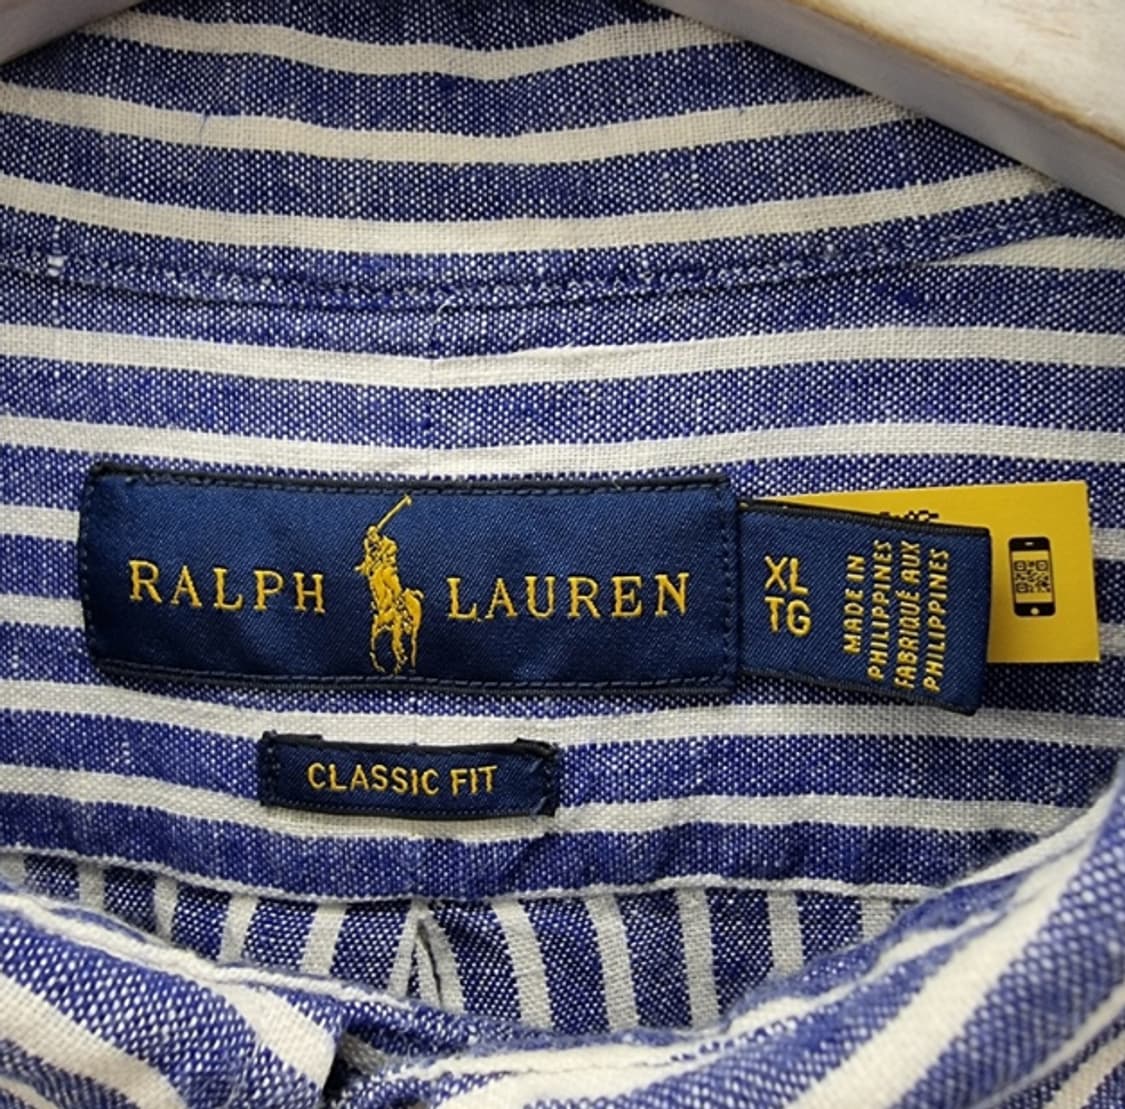 RALPH LAUREN
XL
TG
MADE IN
PHILIPPINES
FABRIQUÉ AUX
PHILIPPINES
CLASSIC FIT